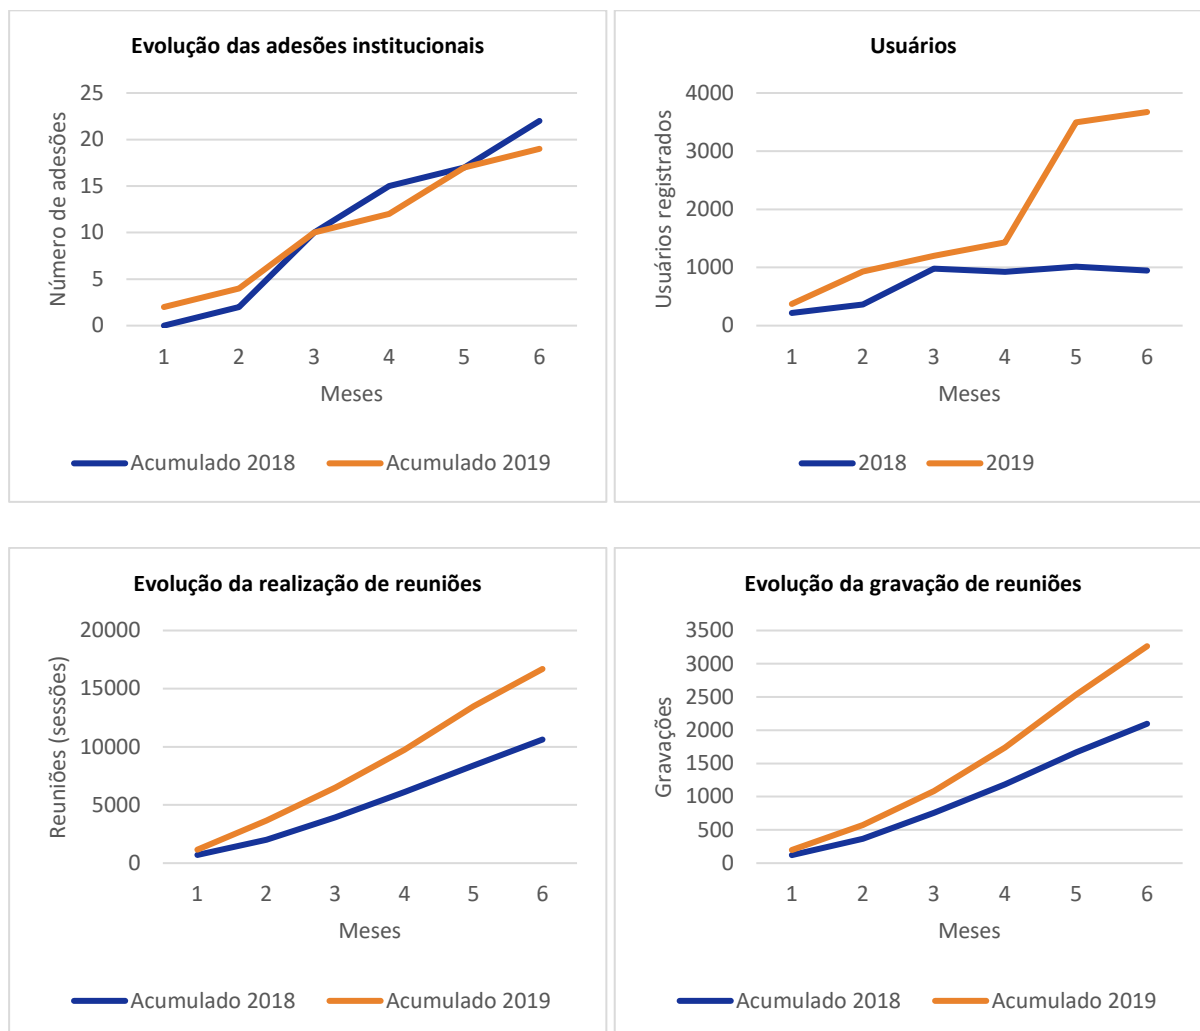 Evolução das adesões institucionais
Número de adesões
25
20
15
10
5
0
1 2 3 4 5 6
Meses
Acumulado 2018 Acumulado 2019
Usuários
Usuários registrados
4000
3000
2000
1000
0
1 2 3 4 5 6
Meses
2018 2019
Evolução da realização de reuniões
Reuniões (sessões)
20000
15000
10000
5000
0
1 2 3 4 5 6
Meses
Acumulado 2018 Acumulado 2019
Evolução da gravação de reuniões
Gravações
3500
3000
2500
2000
1500
1000
500
0
1 2 3 4 5 6
Meses
Acumulado 2018 Acumulado 2019